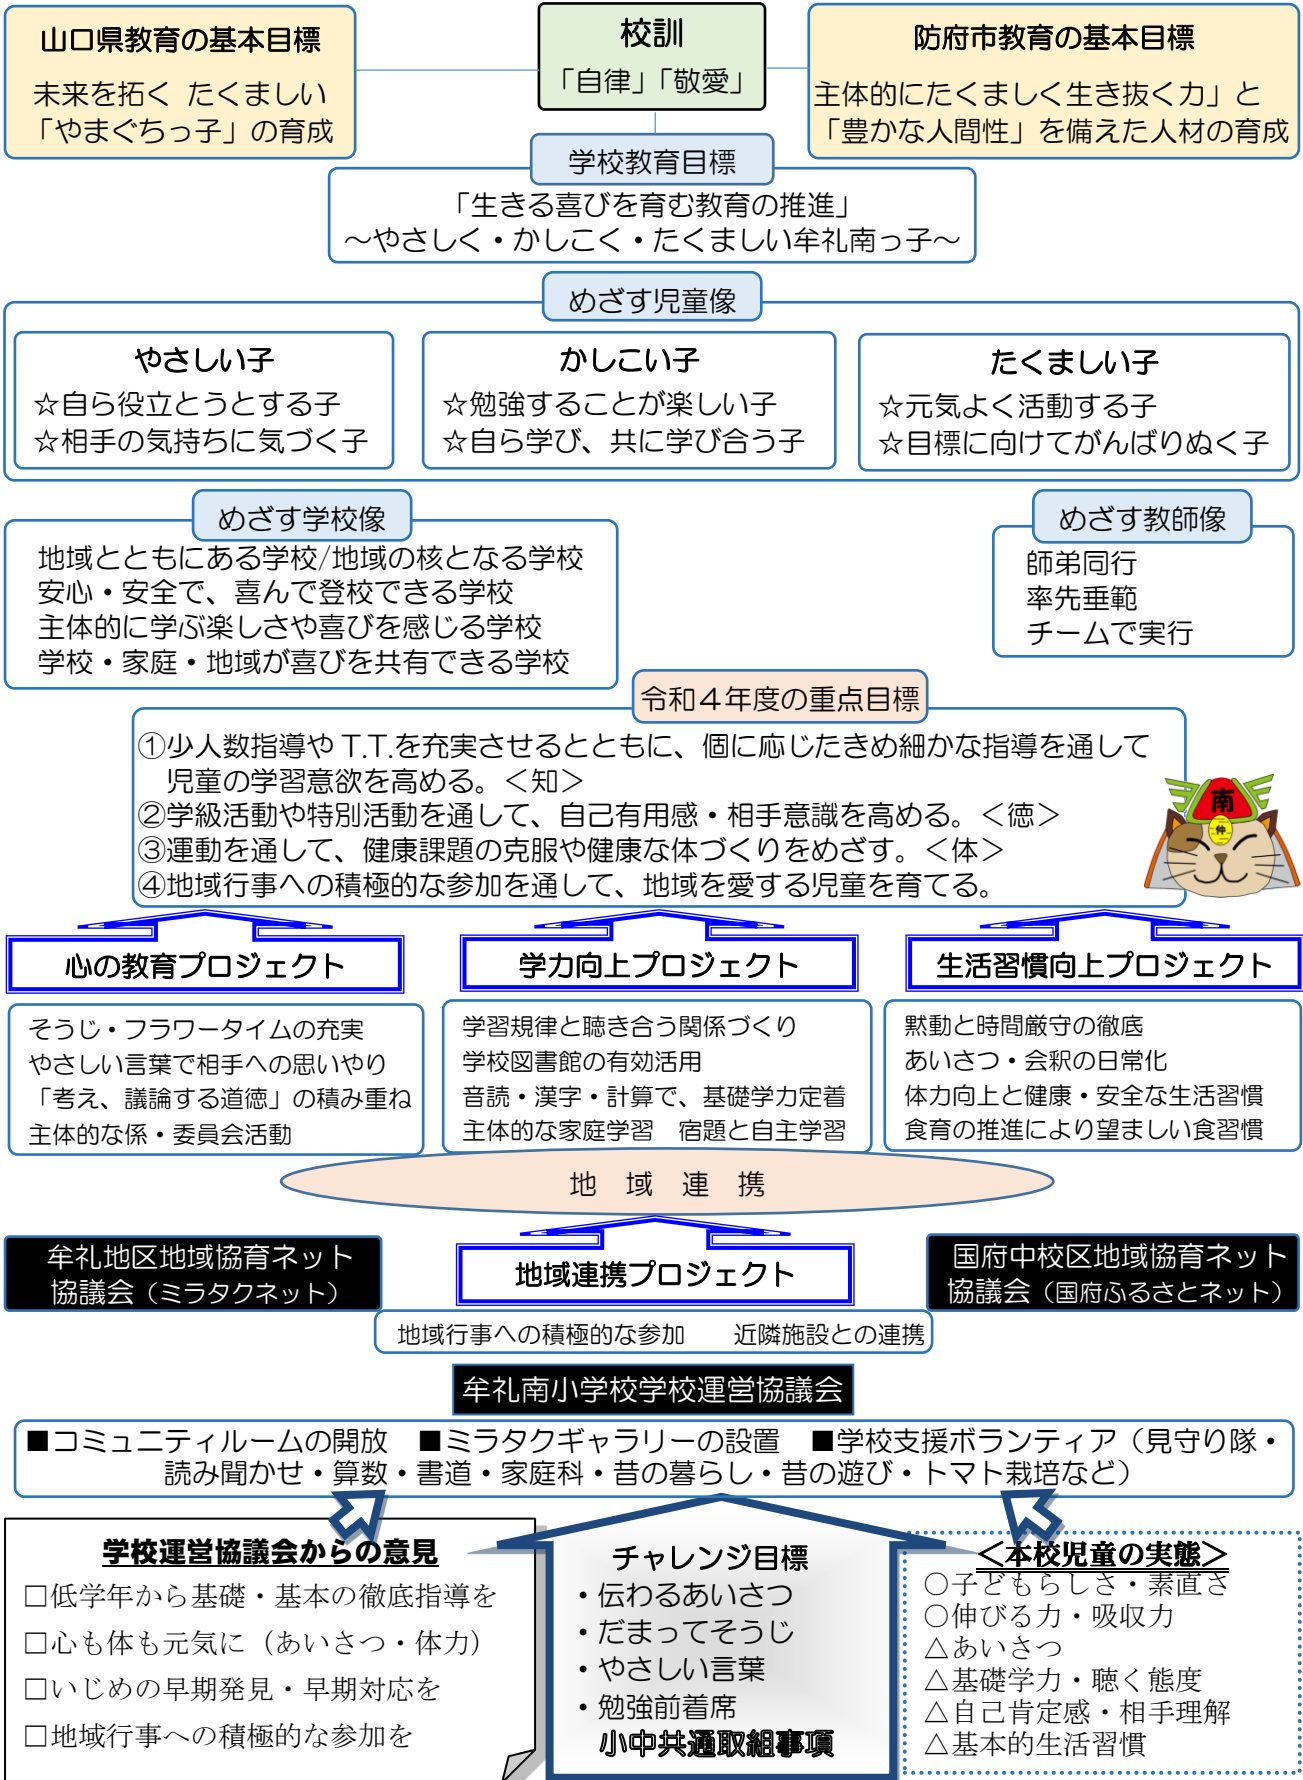 山口県教育の基本目標
未来を拓く たくましい
「やまぐちっ子」の育成
校訓
「自律」「敬愛」
防府市教育の基本目標
主体的にたくましく生き抜く力」と
「豊かな人間性」を備えた人材の育成
学校教育目標
「生きる喜びを育む教育の推進」
～やさしく・かしこく・たくましい牟礼南っ子～
めざす児童像
やさしい子
☆自ら役立とうとする子
☆相手の気持ちに気づく子
かしこい子
☆勉強することが楽しい子
☆自ら学び、共に学び合う子
たくましい子
☆元気よく活動する子
☆目標に向けてがんばりぬく子
めざす学校像
地域とともにある学校/地域の核となる学校
安心・安全で、喜んで登校できる学校
主体的に学ぶ楽しさや喜びを感じる学校
学校・家庭・地域が喜びを共有できる学校
めざす教師像
師弟同行
率先垂範
チームで実行
令和４年度の重点目標
①少人数指導や T.T.を充実させるとともに、個に応じたきめ細かな指導を通して
児童の学習意欲を高める。＜知＞
②学級活動や特別活動を通して、自己有用感・相手意識を高める。＜徳＞
③運動を通して、健康課題の克服や健康な体づくりをめざす。＜体＞
④地域行事への積極的な参加を通して、地域を愛する児童を育てる。
南
仲
心の教育プロジェクト
そうじ・フラワータイムの充実
やさしい言葉で相手への思いやり
「考え、議論する道徳」の積み重ね
主体的な係・委員会活動
学力向上プロジェクト
学習規律と聴き合う関係づくり
学校図書館の有効活用
音読・漢字・計算で、基礎学力定着
主体的な家庭学習　宿題と自主学習
生活習慣向上プロジェクト
黙動と時間厳守の徹底
あいさつ・会釈の日常化
体力向上と健康・安全な生活習慣
食育の推進により望ましい食習慣
地　域　連　携
牟礼地区地域協育ネット
協議会（ミラタクネット）
地域連携プロジェクト
国府中校区地域協育ネット
協議会（国府ふるさとネット）
地域行事への積極的な参加　　近隣施設との連携
牟礼南小学校学校運営協議会
■コミュニティルームの開放　■ミラタクギャラリーの設置　■学校支援ボランティア（見守り隊・
読み聞かせ・算数・書道・家庭科・昔の暮らし・昔の遊び・トマト栽培など）
学校運営協議会からの意見
□低学年から基礎・基本の徹底指導を
□心も体も元気に（あいさつ・体力）
□いじめの早期発見・早期対応を
□地域行事への積極的な参加を
チャレンジ目標
・伝わるあいさつ
・だまってそうじ
・やさしい言葉
・勉強前着席
小中共通取組事項
＜本校児童の実態＞
○子どもらしさ・素直さ
○伸びる力・吸収力
△あいさつ
△基礎学力・聴く態度
△自己肯定感・相手理解
△基本的生活習慣